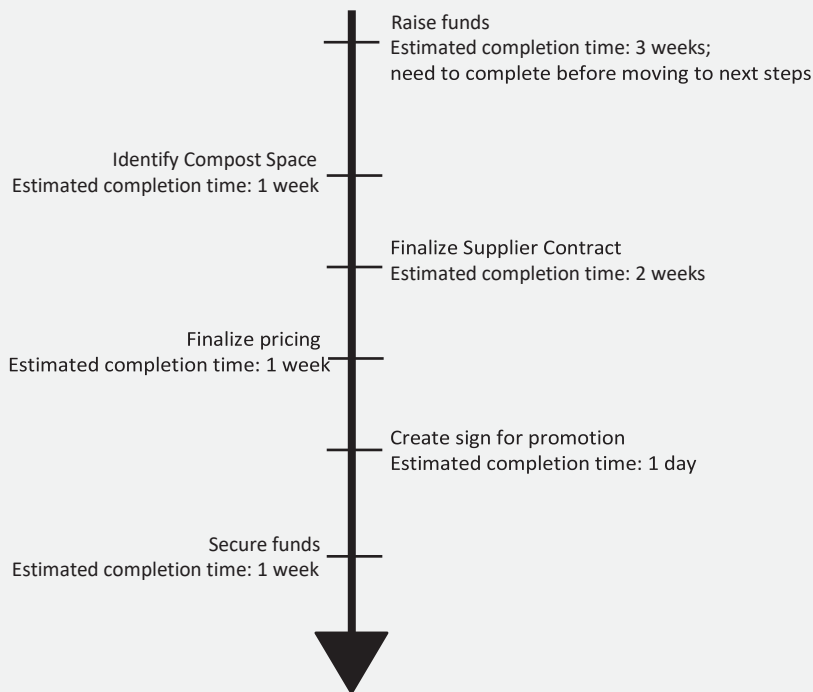 Raise funds
Estimated completion time: 3 weeks;
need to complete before moving to next steps
Identify Compost Space
Estimated completion time: 1 week
Finalize Supplier Contract
Estimated completion time: 2 weeks
Finalize pricing
Estimated completion time: 1 week
Create sign for promotion
Estimated completion time: 1 day
Secure funds
Estimated completion time: 1 week